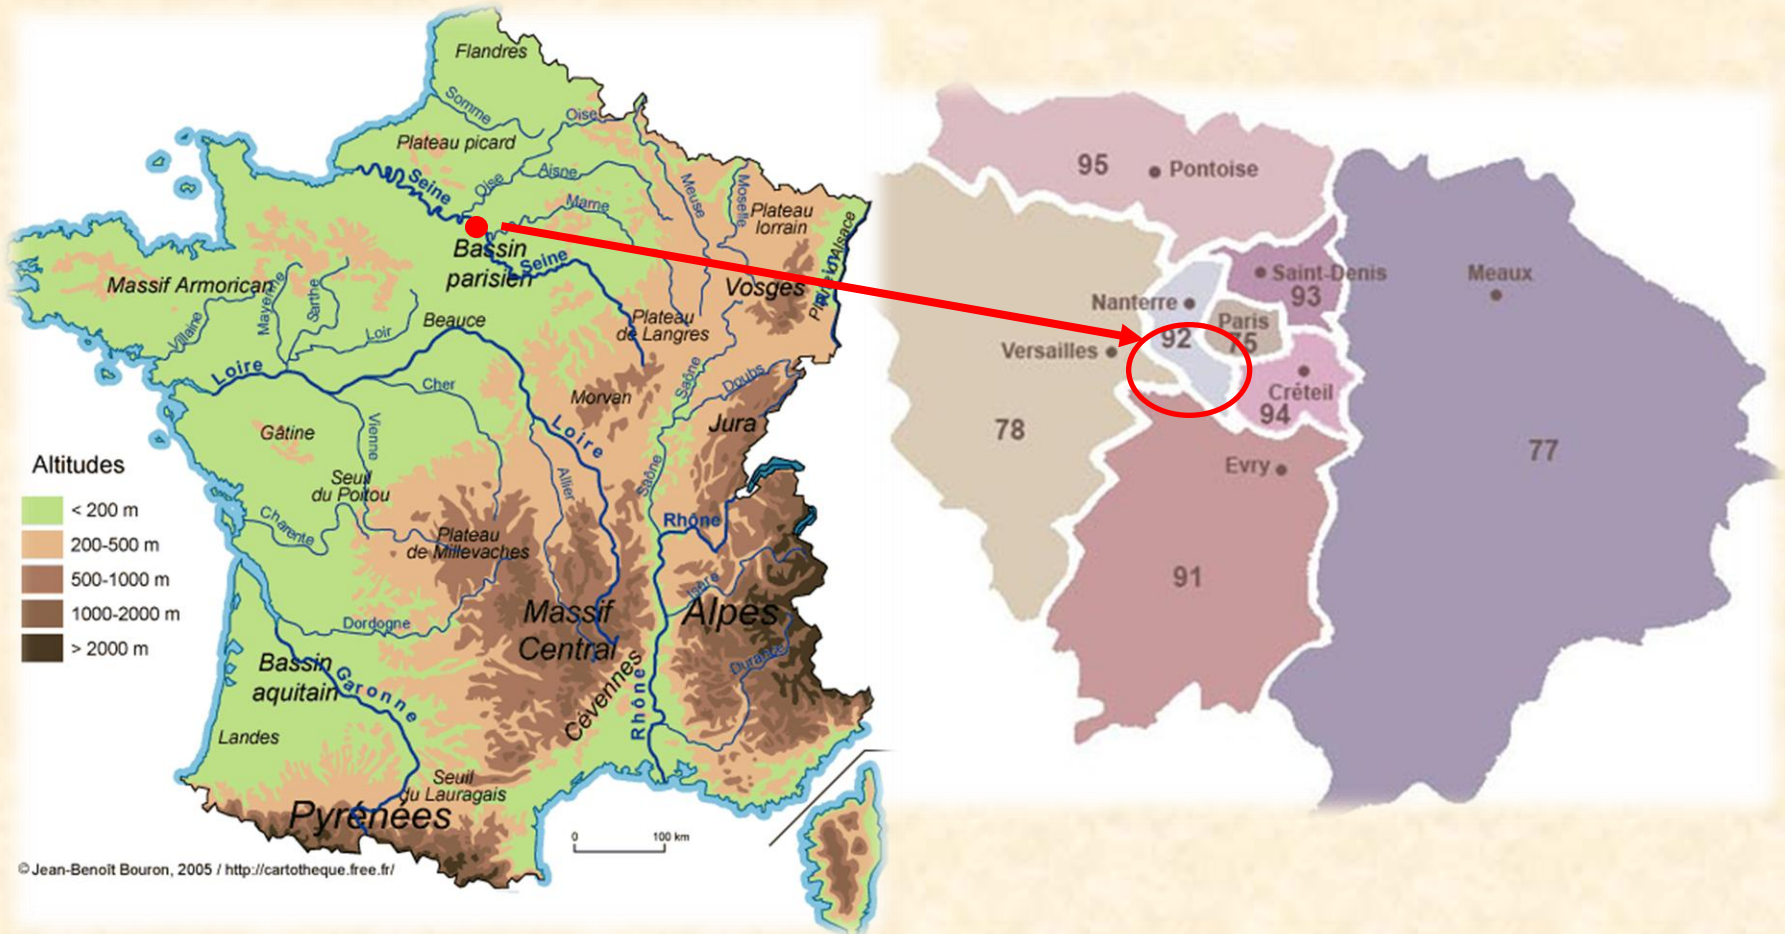 Flandres
Somme
Oise
Plateau picard
Seine
Oise
Aisne
Marne
Meuse
Moselle
Plateau
lorrain
Bassin
parisien
Seine
Massif Armoricain
Villaine
Mayenne
Sarthe
Loir
Beauce
Plateau
de Langres
Vosges
Plaine d'Alsace
Loire
Cher
Morvan
Saône
Doubs
Gâtine
Vienne
Loire
Jura
Seuil
du Poitou
Allier
Saône
Charente
Plateau
de Millevaches
Rhône
Isère
Massif
Central
Alpes
Dordogne
Durance
Bassin
aquitain
Garonne
Cévennes
Rhône
Landes
Seuil
du Lauragais
Pyrénées
Altitudes
< 200 m
200-500 m
500-1000 m
1000-2000 m
> 2000 m
0 100 km
© Jean-Benoît Bouron, 2005 / http://cartotheque.free.fr/
95
Pontoise
Saint-Denis
93
Meaux
Nanterre
92
Paris
75
Versailles
Créteil
94
78
Evry
77
91